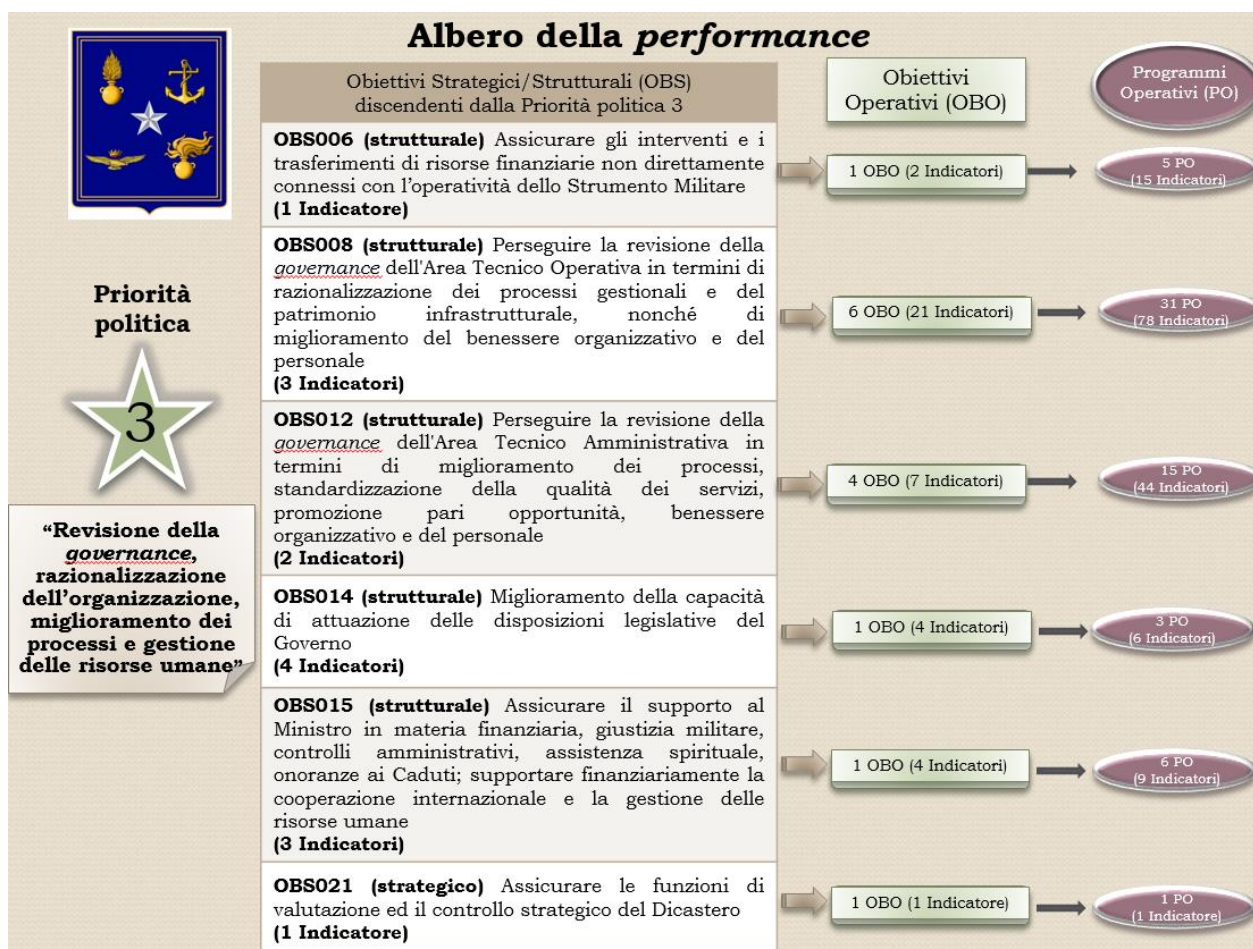 Albero della performance
Obiettivi Strategici/Strutturali (OBS)
discendenti dalla Priorità politica 3
Obiettivi
Operativi (OBO)
Programmi
Operativi (PO)
OBS006 (strutturale) Assicurare gli interventi e i
trasferimenti di risorse finanziarie non direttamente
connessi con l'operatività dello Strumento Militare
(1 Indicatore)
1 OBO (2 Indicatori)
5 PO
(15 Indicatori)
OBS008 (strutturale) Perseguire la revisione della
governance dell'Area Tecnico Operativa in termini di
razionalizzazione dei processi gestionali e del
patrimonio infrastrutturale, nonché di
miglioramento del benessere organizzativo e del
personale
(3 Indicatori)
6 OBO (21 Indicatori)
31 PO
(78 Indicatori)
Priorità
politica
3
"Revisione della
governance,
razionalizzazione
dell'organizzazione,
miglioramento dei
processi e gestione
delle risorse umane"
OBS012 (strutturale) Perseguire la revisione della
governance dell'Area Tecnico Amministrativa in
termini di miglioramento dei processi,
standardizzazione della qualità dei servizi,
promozione pari opportunità, benessere
organizzativo e del personale
(2 Indicatori)
4 OBO (7 Indicatori)
15 PO
(44 Indicatori)
OBS014 (strutturale) Miglioramento della capacità
di attuazione delle disposizioni legislative del
Governo
(4 Indicatori)
1 OBO (4 Indicatori)
3 PO
(6 Indicatori)
OBS015 (strutturale) Assicurare il supporto al
Ministro in materia finanziaria, giustizia militare,
controlli amministrativi, assistenza spirituale,
onoranze ai Caduti; supportare finanziariamente la
cooperazione internazionale e la gestione delle
risorse umane
(3 Indicatori)
1 OBO (4 Indicatori)
6 PO
(9 Indicatori)
OBS021 (strategico) Assicurare le funzioni di
valutazione ed il controllo strategico del Dicastero
(1 Indicatore)
1 OBO (1 Indicatore)
1 PO
(1 Indicatore)